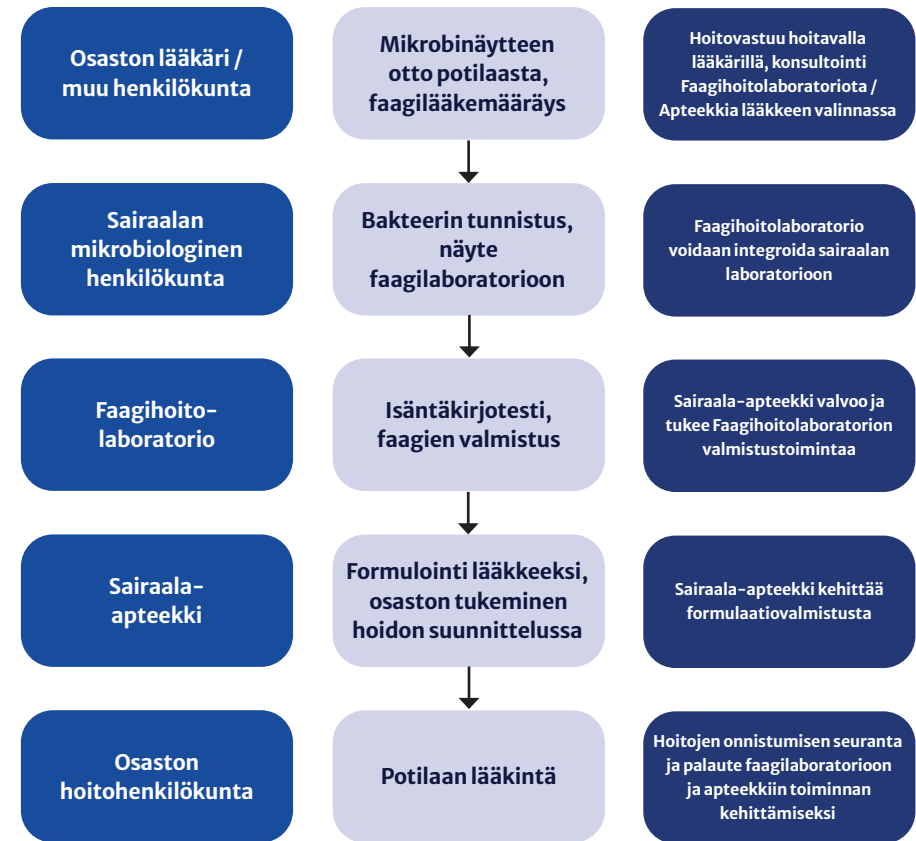 Osaston lääkäri /
muu henkilökunta
Mikrobinäytteen
otto potilaasta,
faagilääkemääräys
Hoitovastuu hoitavalla
lääkärillä, konsultointi
Faagihoitolaboratoriota /
Apteekkia lääkkeen valinnassa
Sairaalan
mikrobiologinen
henkilökunta
Bakteerin tunnistus,
näyte
faagilaboratorioon
Faagihoitolaboratorio
voidaan integroida sairaalan
laboratorioon
Faagihoito-
laboratorio
Isäntäkirjotesti,
faagien valmistus
Sairaala-apteekki valvoo ja
tukee Faagihoitolaboratorion
valmistustoimintaa
Sairaala-
apteekki
Formulointi lääkkeeksi,
osaston tukeminen
hoidon suunnittelussa
Sairaala-apteekki kehittää
formulaatiovalmistusta
Osaston
hoitohenkilökunta
Potilaan lääkintä
Hoitojen onnistumisen seuranta
ja palaute faagilaboratorioon
ja apteekkiin toiminnan
kehittämiseksi